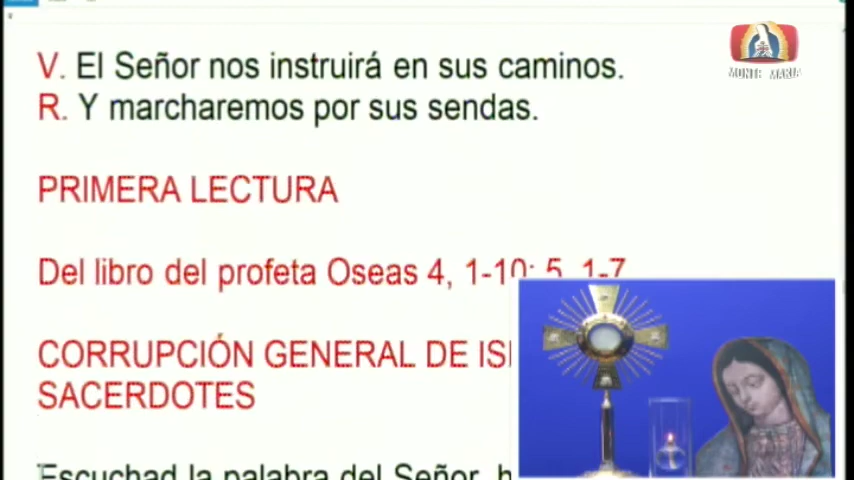 MONTE MARIA
V. El Señor nos instruirá en sus caminos.
R. Y marcharemos por sus sendas.
PRIMERA LECTURA
Del libro del profeta Oseas 4, 1-10; 5, 1-7
CORRUPCIÓN GENERAL DE
SACERDOTES
Escuchad la palabra del Señor,